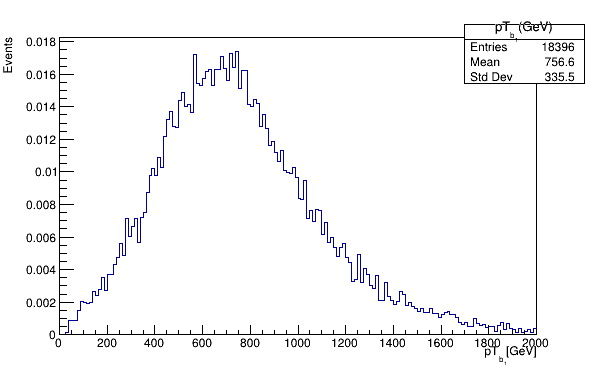 pT_b_1 (GeV)
Entries 18396
Mean 756.6
Std Dev 335.5
Events
0.018
0.016
0.014
0.012
0.01
0.008
0.006
0.004
0.002
0
0 200 400 600 800 1000 1200 1400 1600 1800 2000
pT_b_1 [GeV]